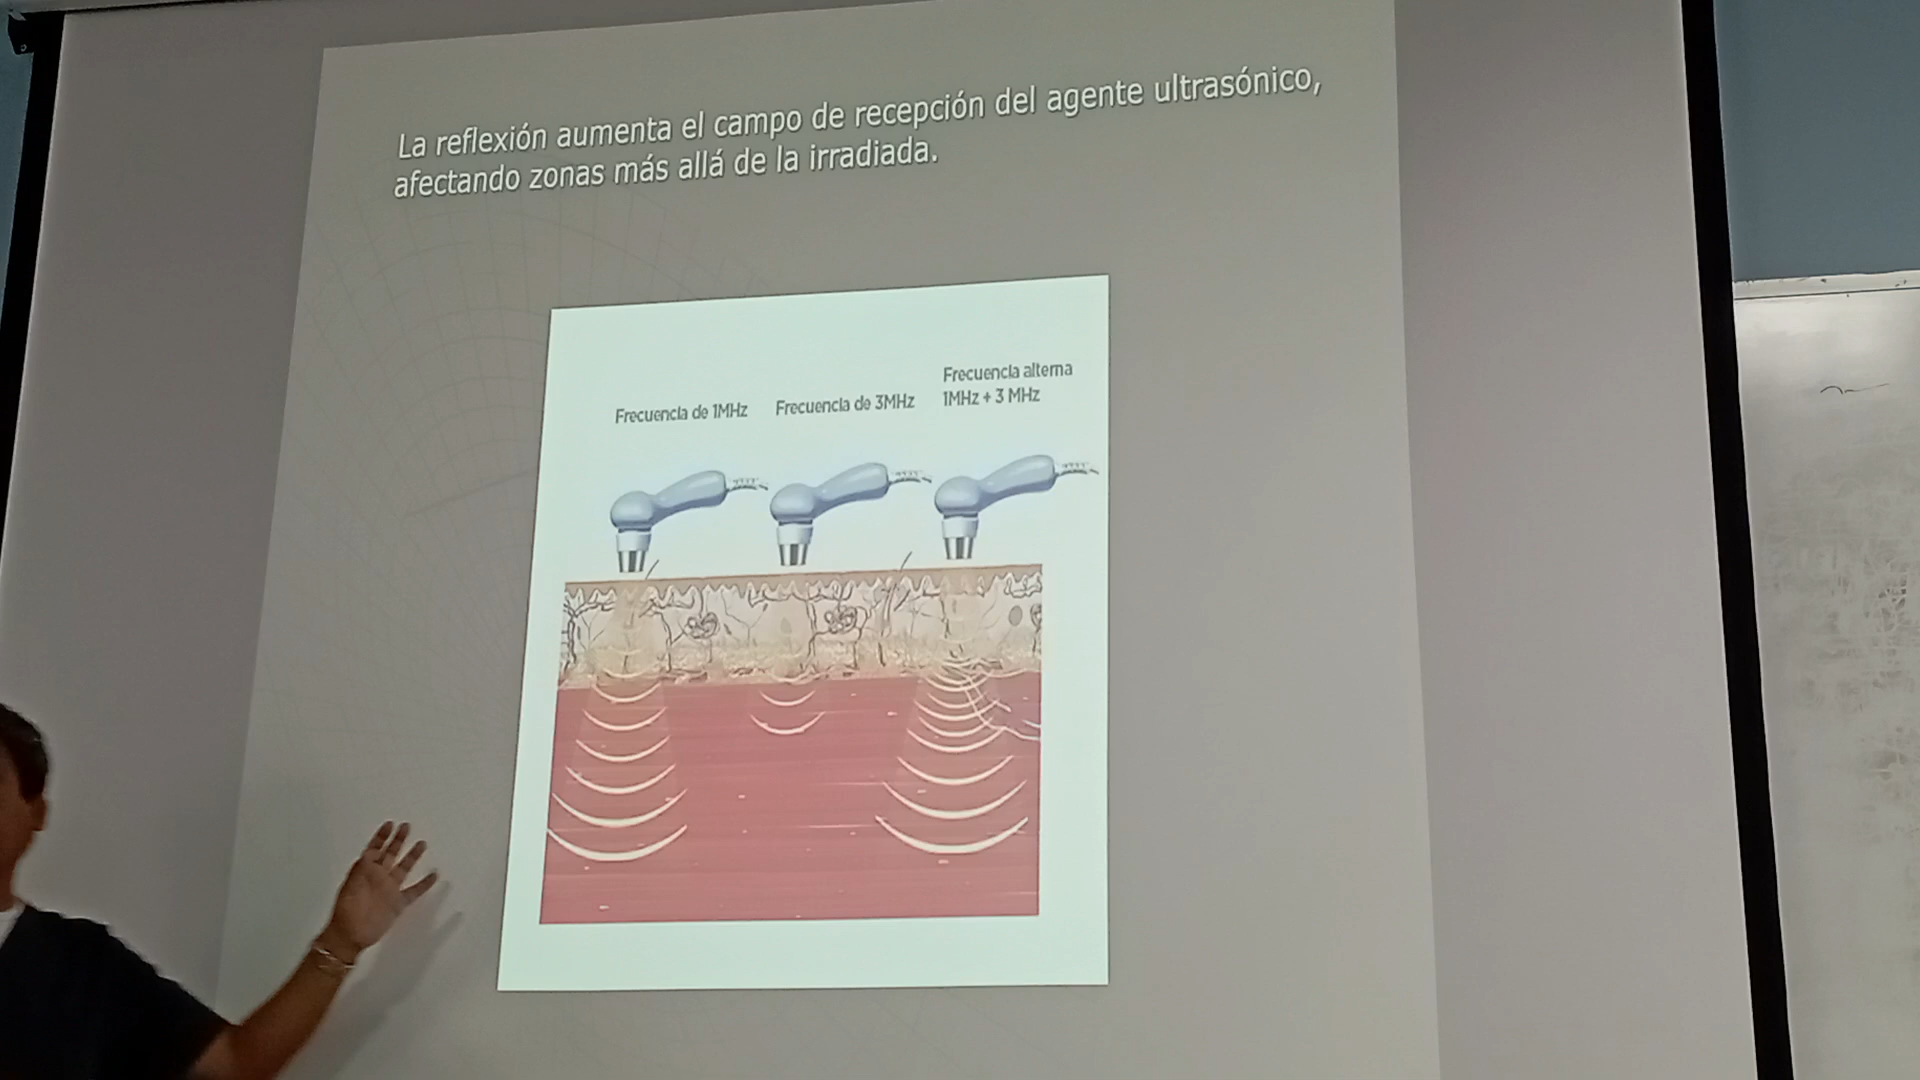 La reflexión aumenta el campo de recepción del agente ultrasónico,
afectando zonas más allá de la irradiada.
Frecuencia de 1MHz
Frecuencia de 3MHz
Frecuencia alterna
1MHz + 3 MHz